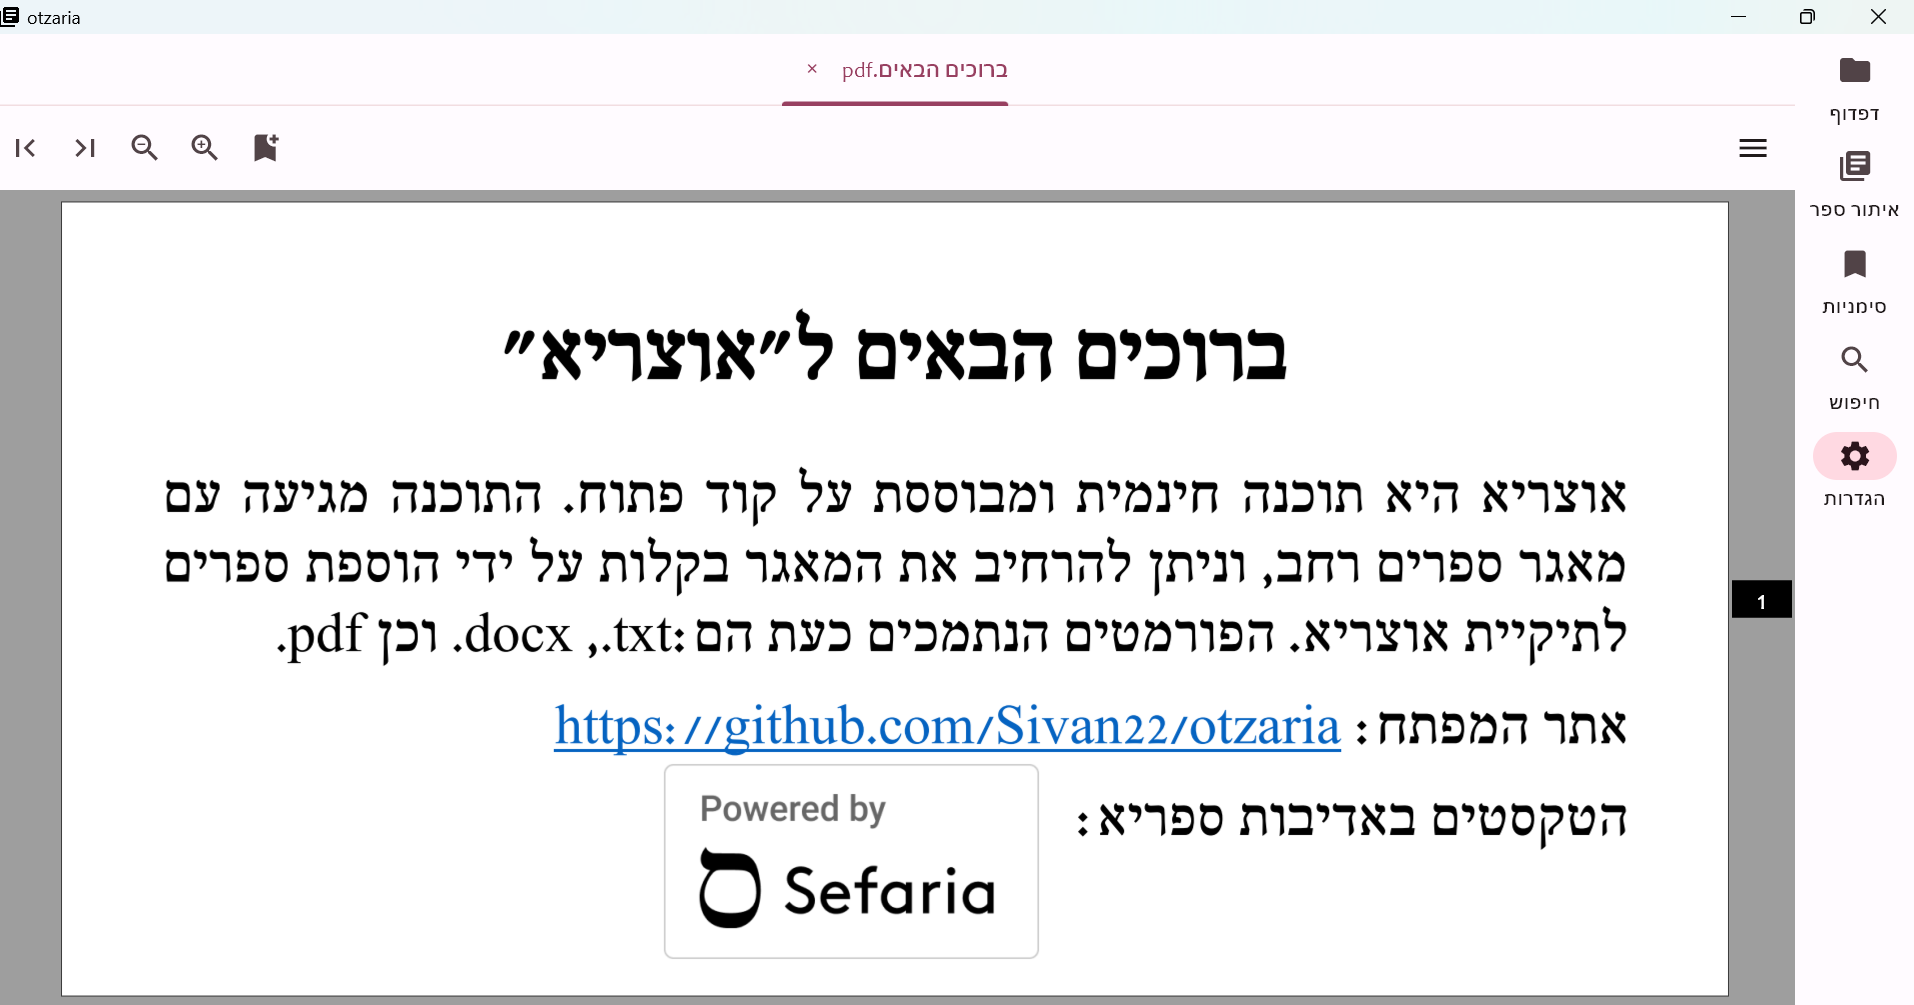 otzaria
ברוכים הבאים.pdf
דפדוף
איתור ספר
סימניות
חיפוש
הגדרות
ברוכים הבאים ל"אוצריא"
אוצריא היא תוכנה חינמית ומבוססת על קוד פתוח. התוכנה מגיעה עם
מאגר ספרים רחב, וניתן להרחיב את המאגר בקלות על ידי הוספת ספרים
לתיקיית אוצריא. הפורמטים הנתמכים כעת הם: txt., docx. וכן pdf.
אתר המפתח: https://github.com/Sivan22/otzaria
הטקסטים באדיבות ספריא:
Powered by
ס Sefaria
1